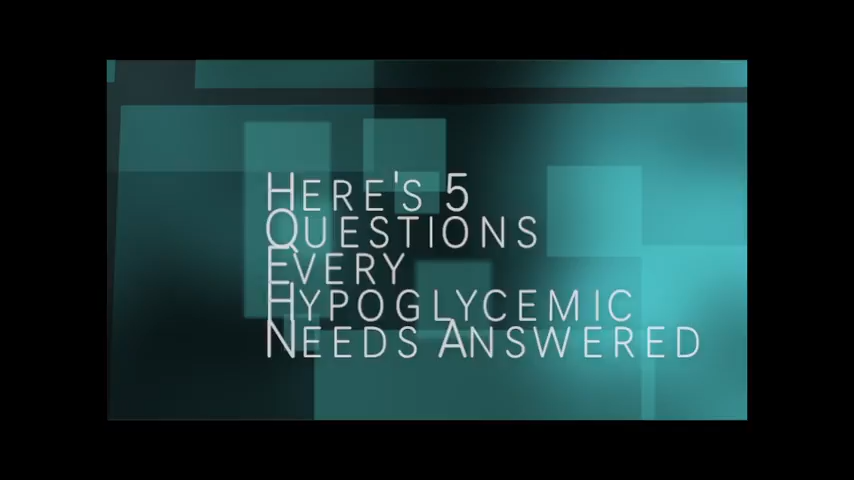 Here's 5
Questions
Every
Hypoglycemic
Needs Answered